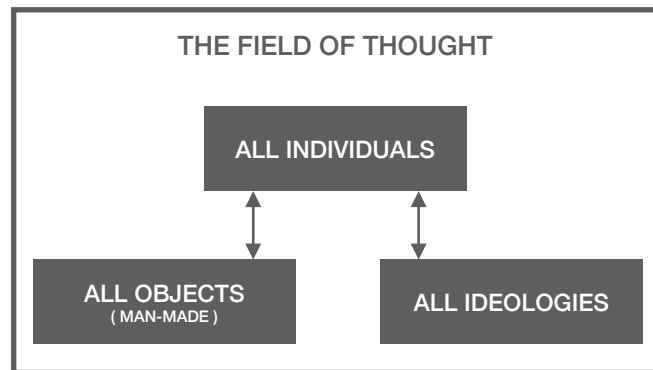 THE FIELD OF THOUGHT
ALL INDIVIDUALS
ALL OBJECTS
( MAN-MADE )
ALL IDEOLOGIES